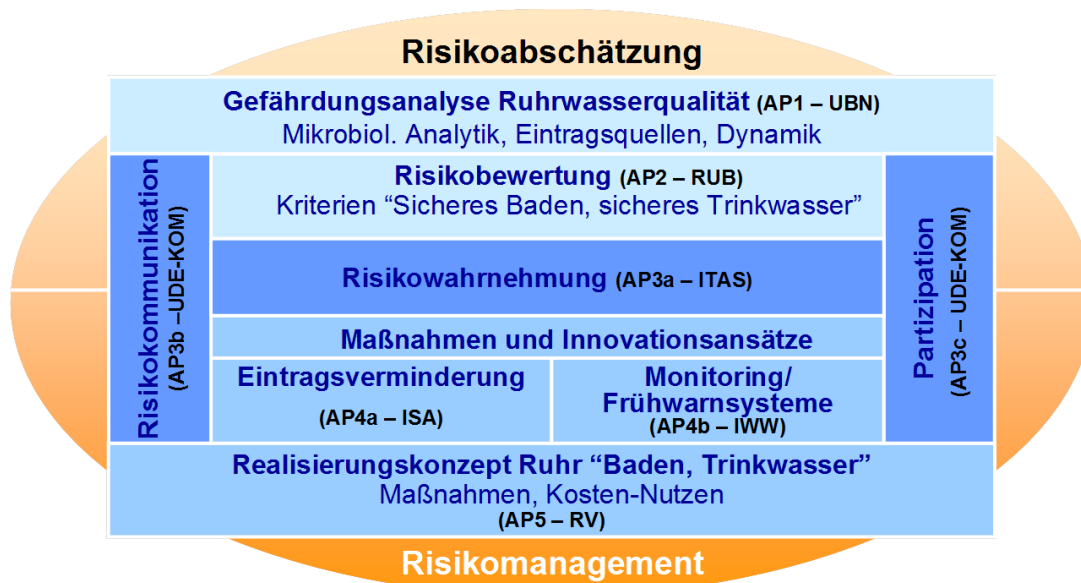 Risikoabschätzung
Gefährdungsanalyse Ruhrwasserqualität (AP1 – UBN)
Mikrobiol. Analytik, Eintragsquellen, Dynamik
Risikokommunikation
(AP3b –UDE-KOM)
Risikobewertung (AP2 – RUB)
Kriterien “Sicheres Baden, sicheres Trinkwasser”
Risikowahrnehmung (AP3a – ITAS)
Maßnahmen und Innovationsansätze
Eintragsverminderung
(AP4a – ISA)
Monitoring/
Frühwarnsysteme
(AP4b – IWW)
Partizipation
(AP3c – UDE-KOM)
Realisierungskonzept Ruhr “Baden, Trinkwasser”
Maßnahmen, Kosten-Nutzen
(AP5 – RV)
Risikomanagement